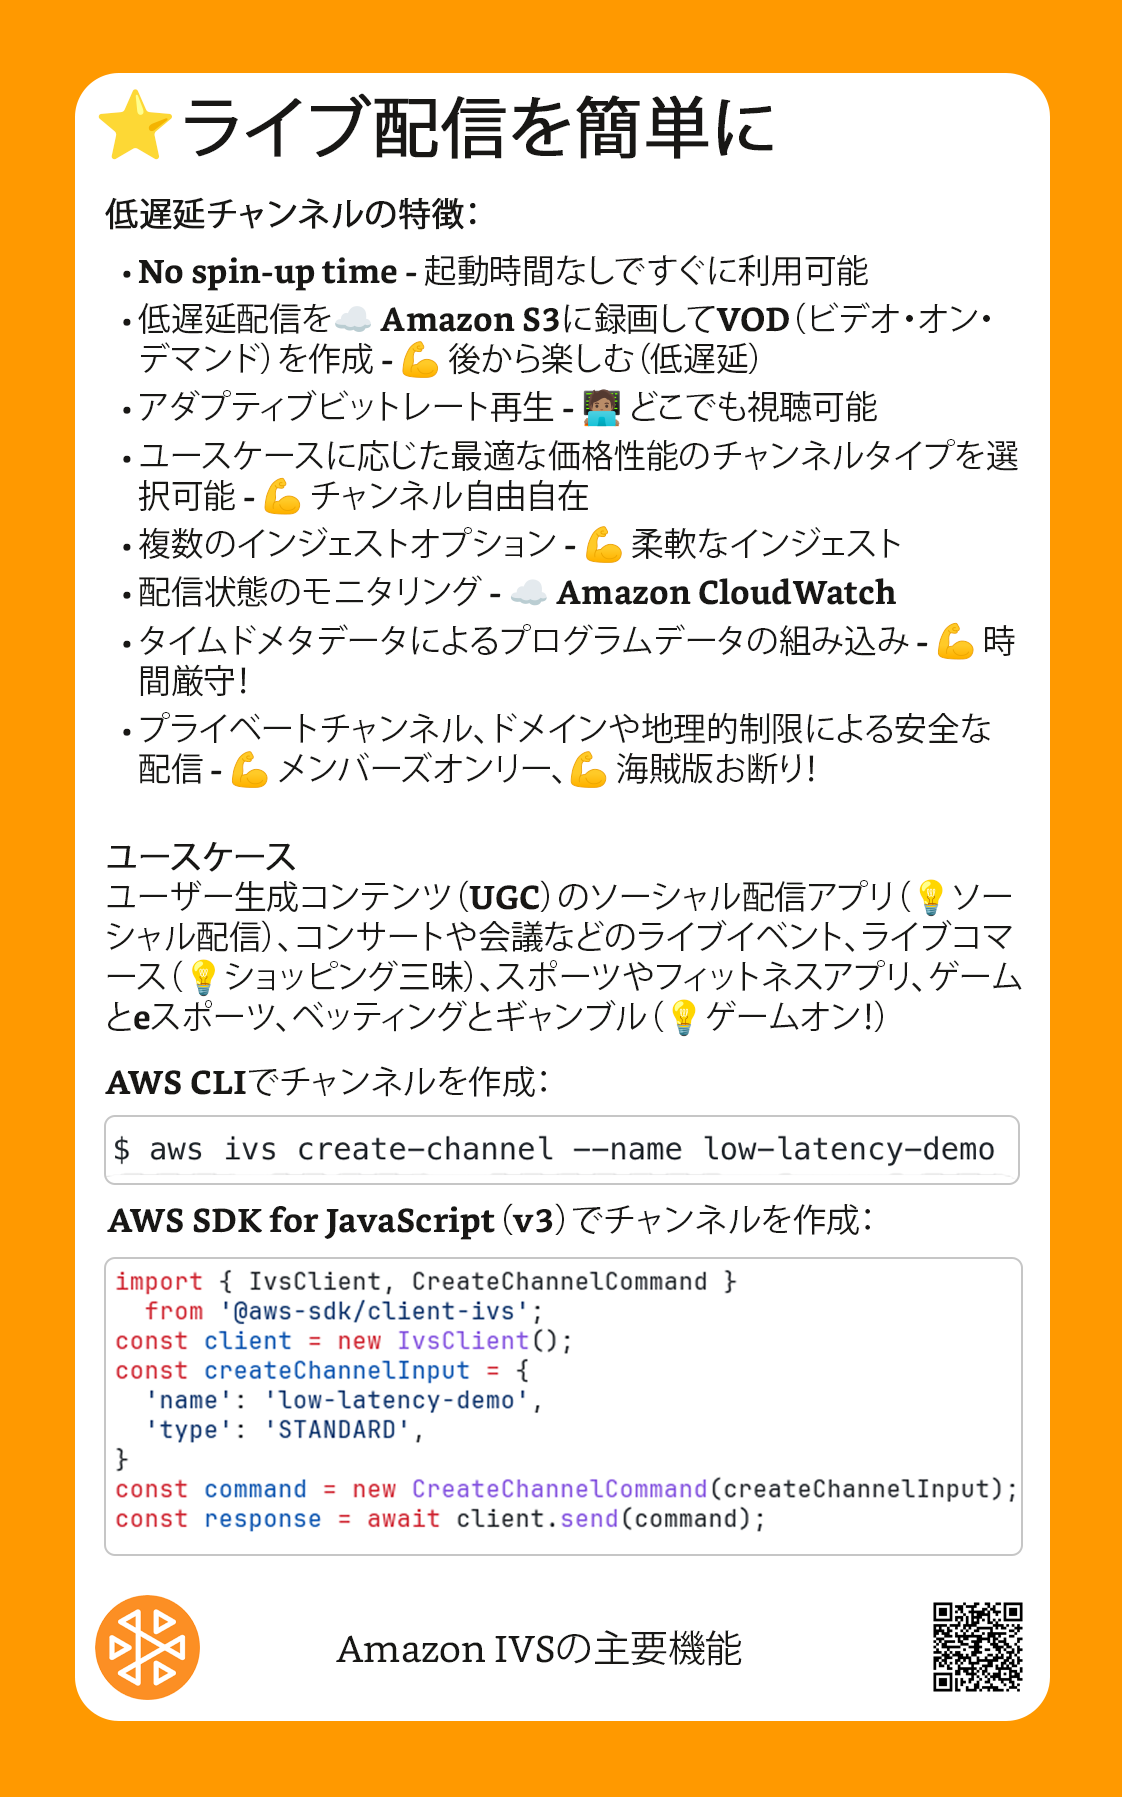 ⭐ライブ配信を簡単に
低遅延チャンネルの特徴：
• No spin-up time - 起動時間なしですぐに利用可能
• 低遅延配信を☁️ Amazon S3に録画してVOD（ビデオ・オン・
デマンド）を作成 - 💪 後から楽しむ（低遅延）
• アダプティブビットレート再生 - 🧑🏽‍💻 どこでも視聴可能
• ユースケースに応じた最適な価格性能のチャンネルタイプを選
択可能 - 💪 チャンネル自由自在
• 複数のインジェストオプション - 💪 柔軟なインジェスト
• 配信状態のモニタリング - ☁️ Amazon CloudWatch
• タイムドメタデータによるプログラムデータの組み込み - 💪 時
間厳守！
• プライベートチャンネル、ドメインや地理的制限による安全な
配信 - 💪 メンバーズオンリー、💪 海賊版お断り！
ユースケース
ユーザー生成コンテンツ（UGC）のソーシャル配信アプリ（💡ソー
シャル配信）、コンサートや会議などのライブイベント、ライブコマ
ース（💡ショッピング三昧）、スポーツやフィットネスアプリ、ゲーム
とeスポーツ、ベッティングとギャンブル（💡ゲームオン！）
AWS CLIでチャンネルを作成：
$ aws ivs create-channel --name low-latency-demo
AWS SDK for JavaScript（v3）でチャンネルを作成：
import { IvsClient, CreateChannelCommand }
  from '@aws-sdk/client-ivs';
const client = new IvsClient();
const createChannelInput = {
  'name': 'low-latency-demo',
  'type': 'STANDARD',
}
const command = new CreateChannelCommand(createChannelInput);
const response = await client.send(command);
Amazon IVSの主要機能